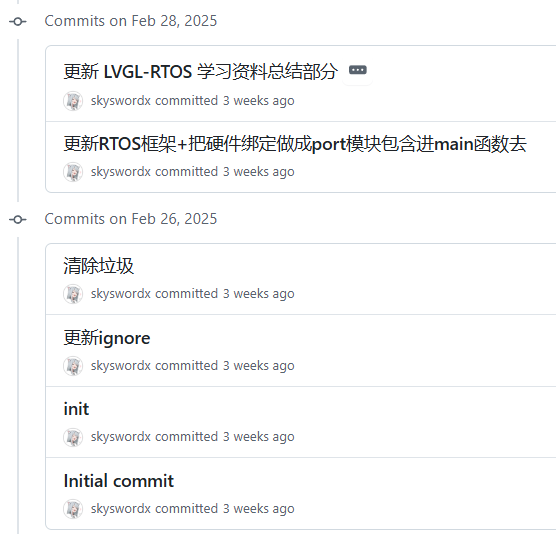 Commits on Feb 28, 2025
更新 LVGL-RTOS 学习资料总结部分
skyswordx committed 3 weeks ago
更新RTOS框架+把硬件绑定做成port模块包含进main函数去
skyswordx committed 3 weeks ago
Commits on Feb 26, 2025
清除垃圾
skyswordx committed 3 weeks ago
更新ignore
skyswordx committed 3 weeks ago
init
skyswordx committed 3 weeks ago
Initial commit
skyswordx committed 3 weeks ago